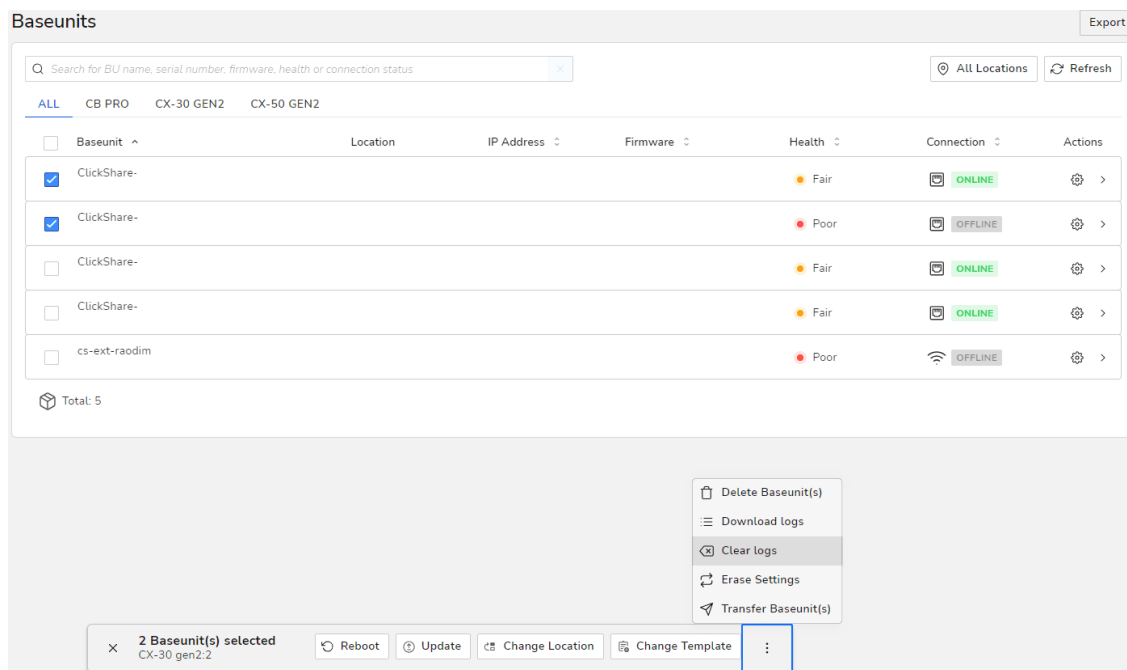 Baseunits
Export
Search for BU name, serial number, firmware, health or connection status
All Locations
Refresh
ALL CB PRO CX-30 GEN2 CX-50 GEN2
Baseunit Location IP Address Firmware Health Connection Actions
ClickShare- Fair ONLINE
ClickShare- Poor OFFLINE
ClickShare- Fair ONLINE
ClickShare- Fair ONLINE
cs-ext-raodim Poor OFFLINE
Total: 5
Delete Baseunit(s)
Download logs
Clear logs
Erase Settings
Transfer Baseunit(s)
2 Baseunit(s) selected
CX-30 gen2:2
Reboot Update Change Location Change Template